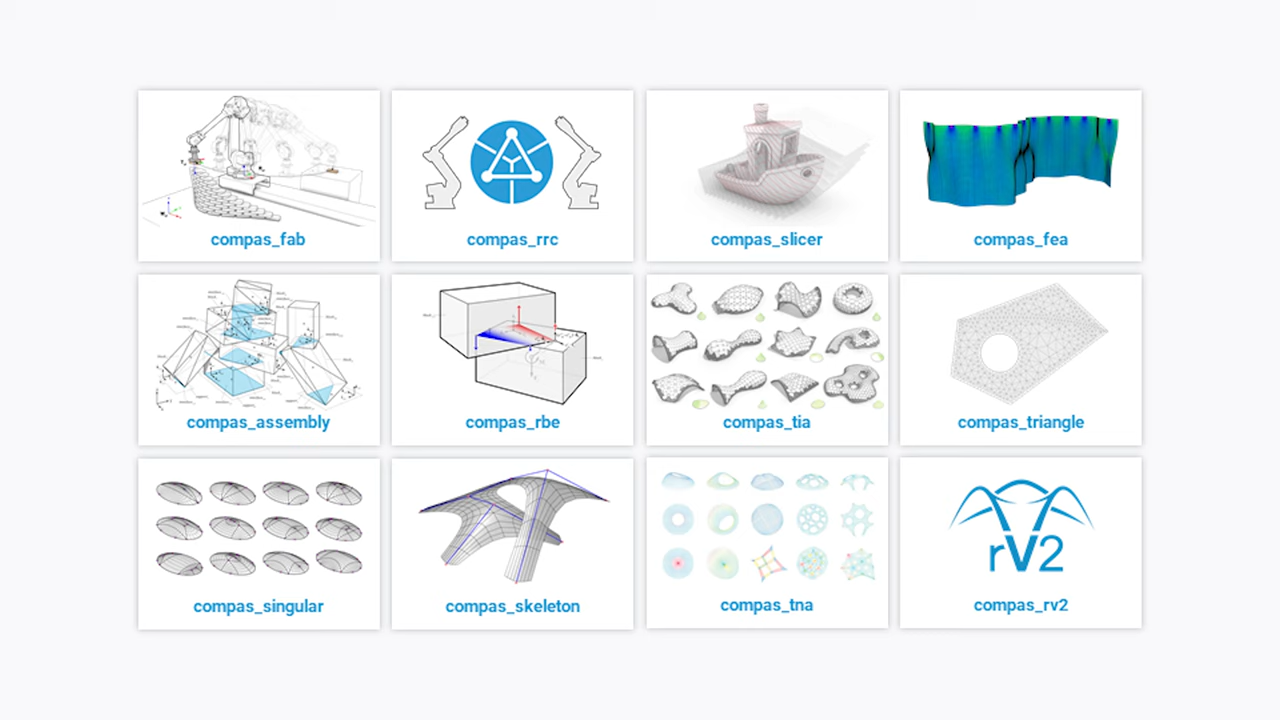 compas_fab
compas_rrc
compas_slicer
compas_fea
compas_assembly
compas_rbe
compas_tia
compas_triangle
compas_singular
compas_skeleton
compas_tna
rV2
compas_rv2